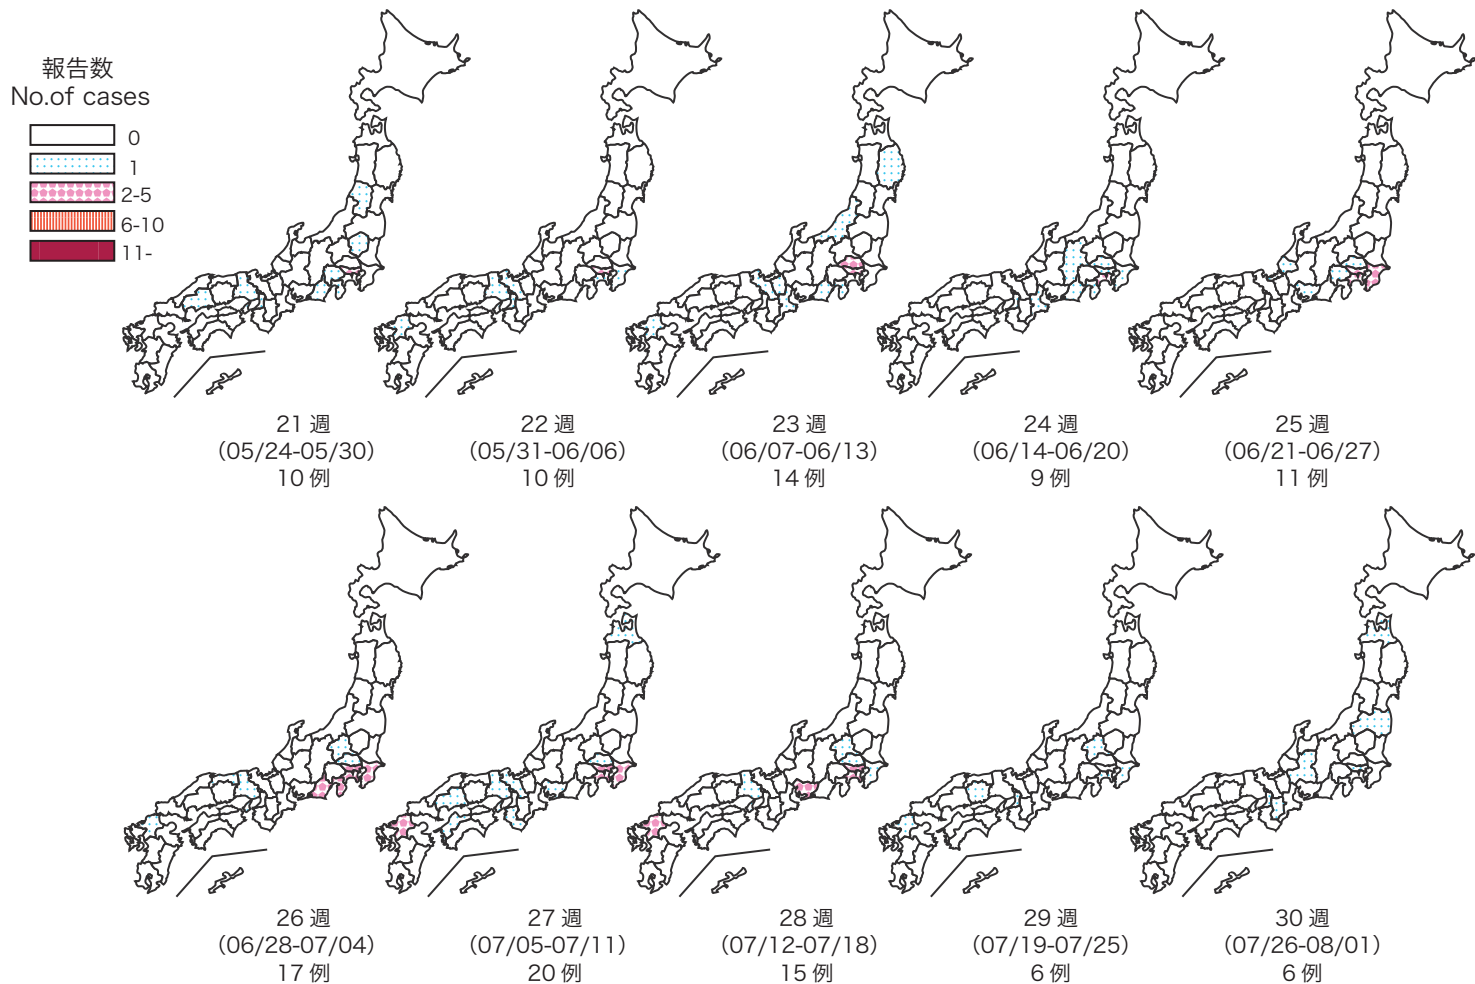 報告数
No.of cases
0
1
2-5
6-10
11-
21 週
（05/24-05/30）
10 例
22 週
（05/31-06/06）
10 例
23 週
（06/07-06/13）
14 例
24 週
（06/14-06/20）
9 例
25 週
（06/21-06/27）
11 例
26 週
（06/28-07/04）
17 例
27 週
（07/05-07/11）
20 例
28 週
（07/12-07/18）
15 例
29 週
（07/19-07/25）
6 例
30 週
（07/26-08/01）
6 例